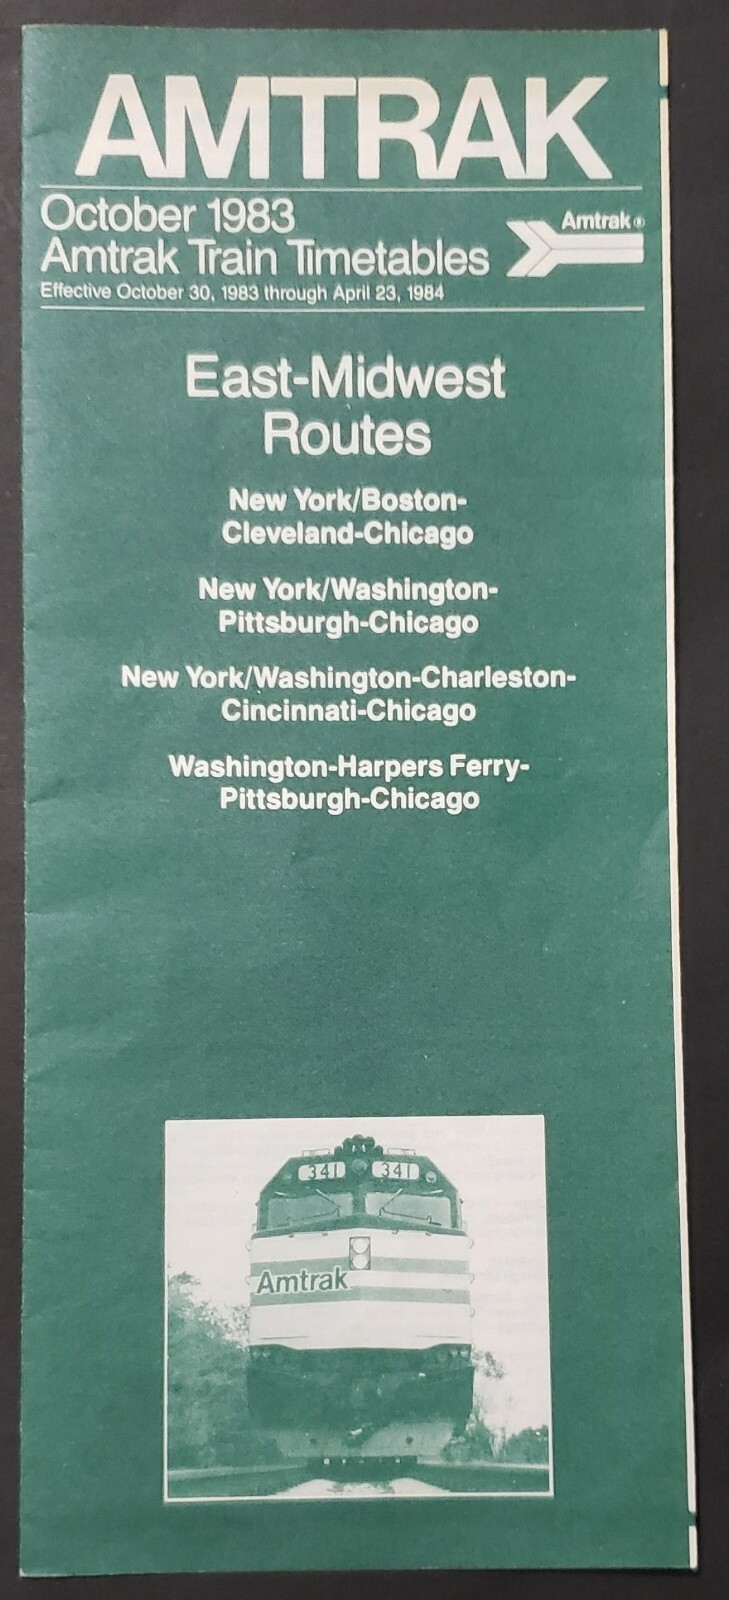 AMTRAK
October 1983
Amtrak Train Timetables
Effective October 30, 1983 through April 23, 1984
Amtrak®
East-Midwest
Routes
New York/Boston-
Cleveland-Chicago
New York/Washington-
Pittsburgh-Chicago
New York/Washington-Charleston-
Cincinnati-Chicago
Washington-Harpers Ferry-
Pittsburgh-Chicago
341 341
Amtrak